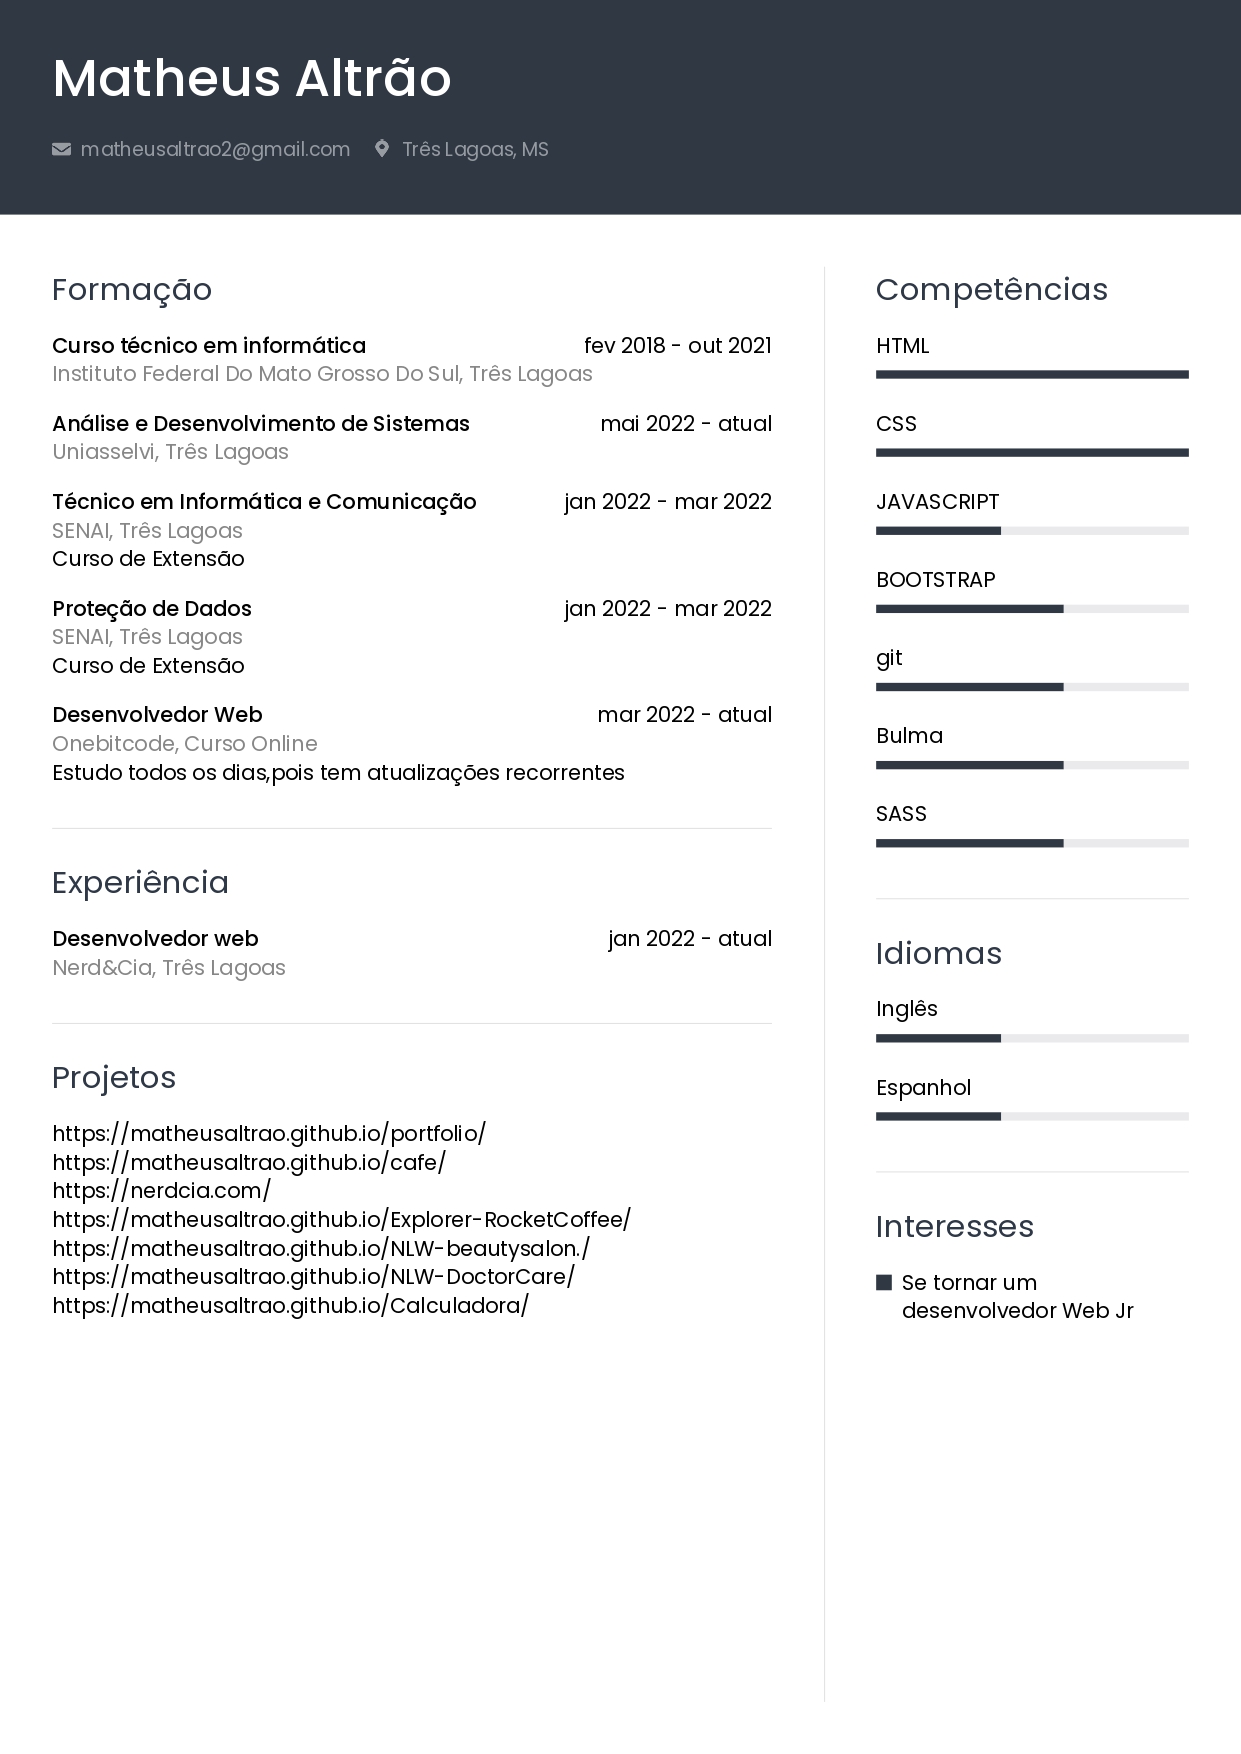 Matheus Altrão
matheusaltrao2@gmail.com Três Lagoas, MS
Formação
Curso técnico em informática fev 2018 - out 2021
Instituto Federal Do Mato Grosso Do Sul, Três Lagoas
Análise e Desenvolvimento de Sistemas mai 2022 - atual
Uniasselvi, Três Lagoas
Técnico em Informática e Comunicação jan 2022 - mar 2022
SENAI, Três Lagoas
Curso de Extensão
Proteção de Dados jan 2022 - mar 2022
SENAI, Três Lagoas
Curso de Extensão
Desenvolvedor Web mar 2022 - atual
Onebitcode, Curso Online
Estudo todos os dias,pois tem atualizações recorrentes
Experiência
Desenvolvedor web jan 2022 - atual
Nerd&Cia, Três Lagoas
Projetos
https://matheusaltrao.github.io/portfolio/
https://matheusaltrao.github.io/cafe/
https://nerdcia.com/
https://matheusaltrao.github.io/Explorer-RocketCoffee/
https://matheusaltrao.github.io/NLW-beautysalon./
https://matheusaltrao.github.io/NLW-DoctorCare/
https://matheusaltrao.github.io/Calculadora/
Competências
HTML
CSS
JAVASCRIPT
BOOTSTRAP
git
Bulma
SASS
Idiomas
Inglês
Espanhol
Interesses
Se tornar um
desenvolvedor Web Jr